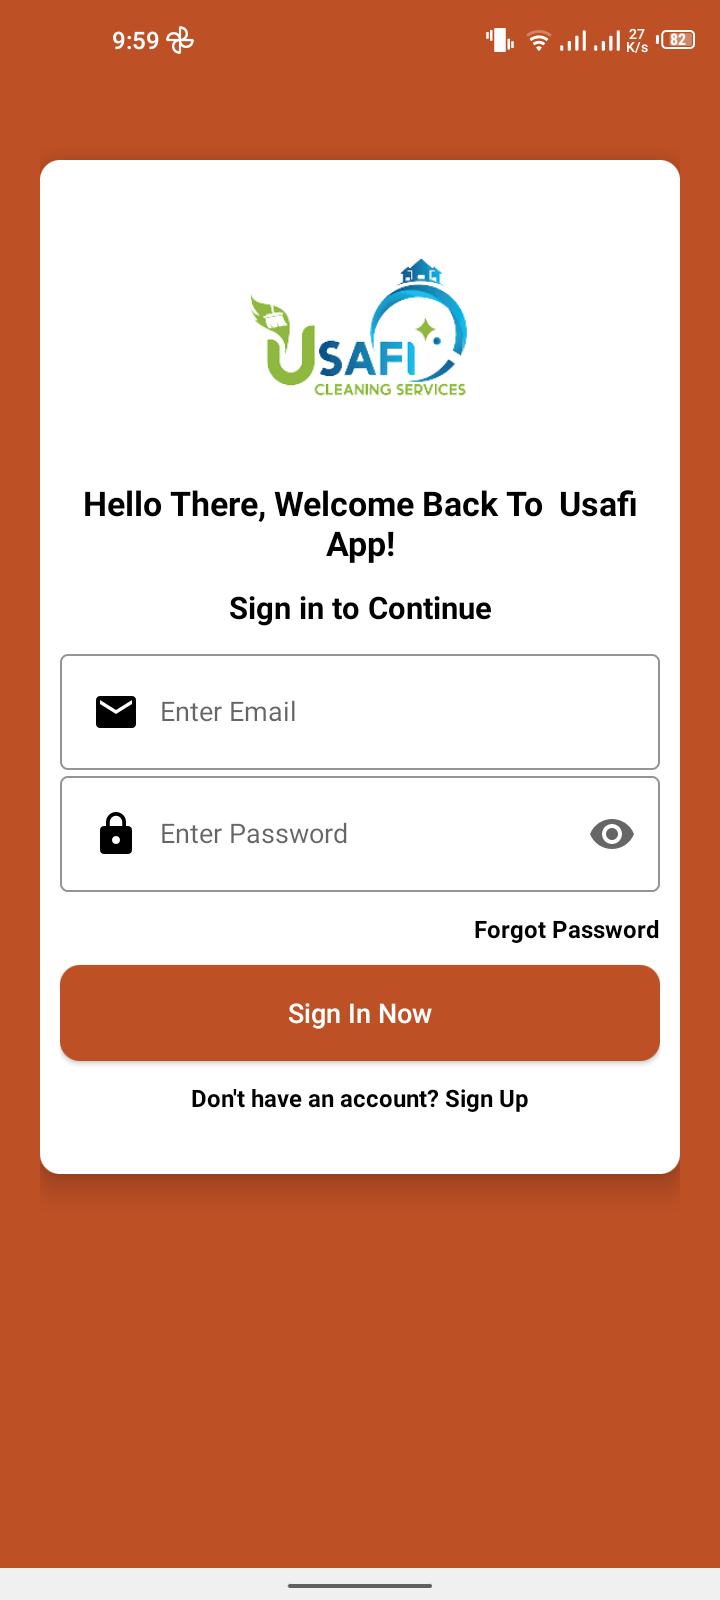 9:59
27
K/s
82
USAFI
CLEANING SERVICES
Hello There, Welcome Back To  Usafi
App!
Sign in to Continue
Enter Email
Enter Password
Forgot Password
Sign In Now
Don't have an account? Sign Up